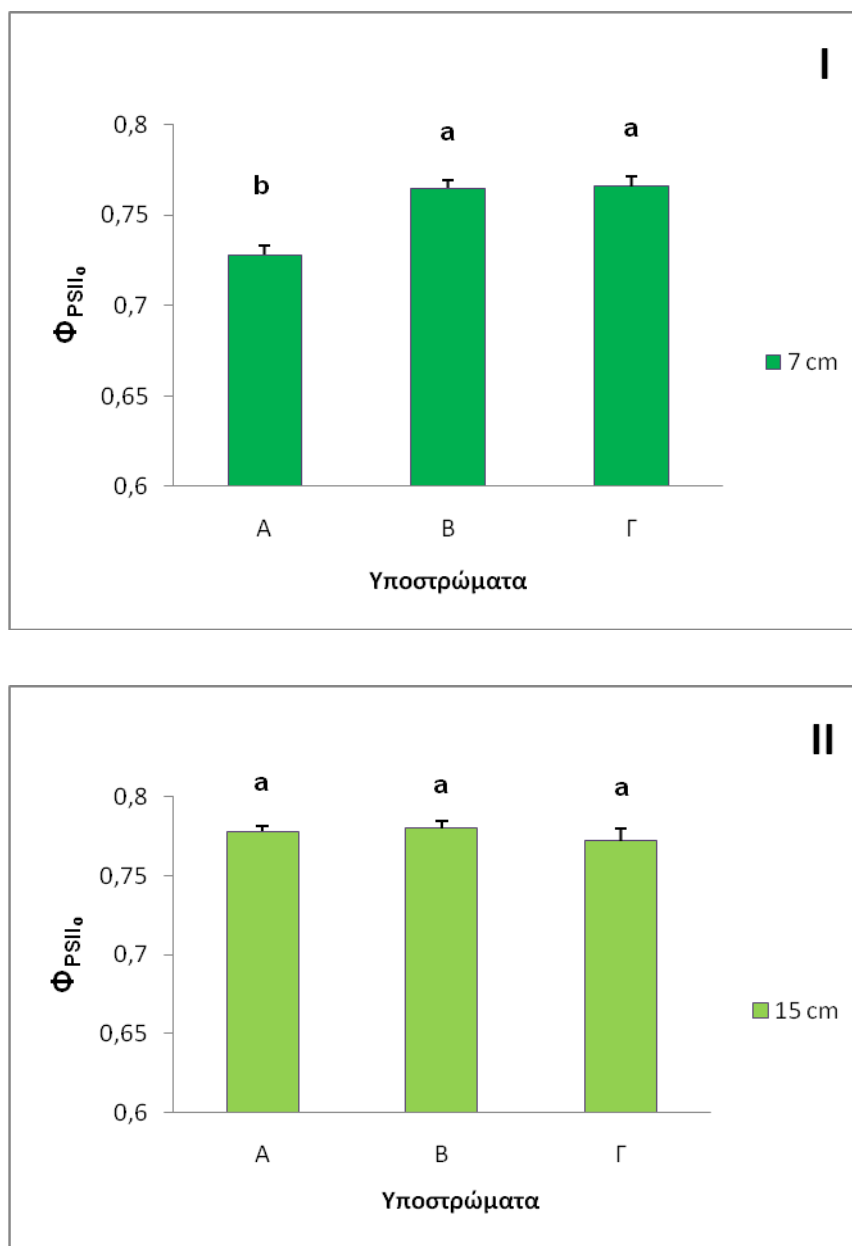 I
0,8
0,75
0,7
0,65
0,6
b
a
a
ΦPSIIₒ
7 cm
Α
Β
Γ
Υποστρώματα
II
0,8
0,75
0,7
0,65
0,6
a
a
a
ΦPSIIₒ
15 cm
Α
Β
Γ
Υποστρώματα